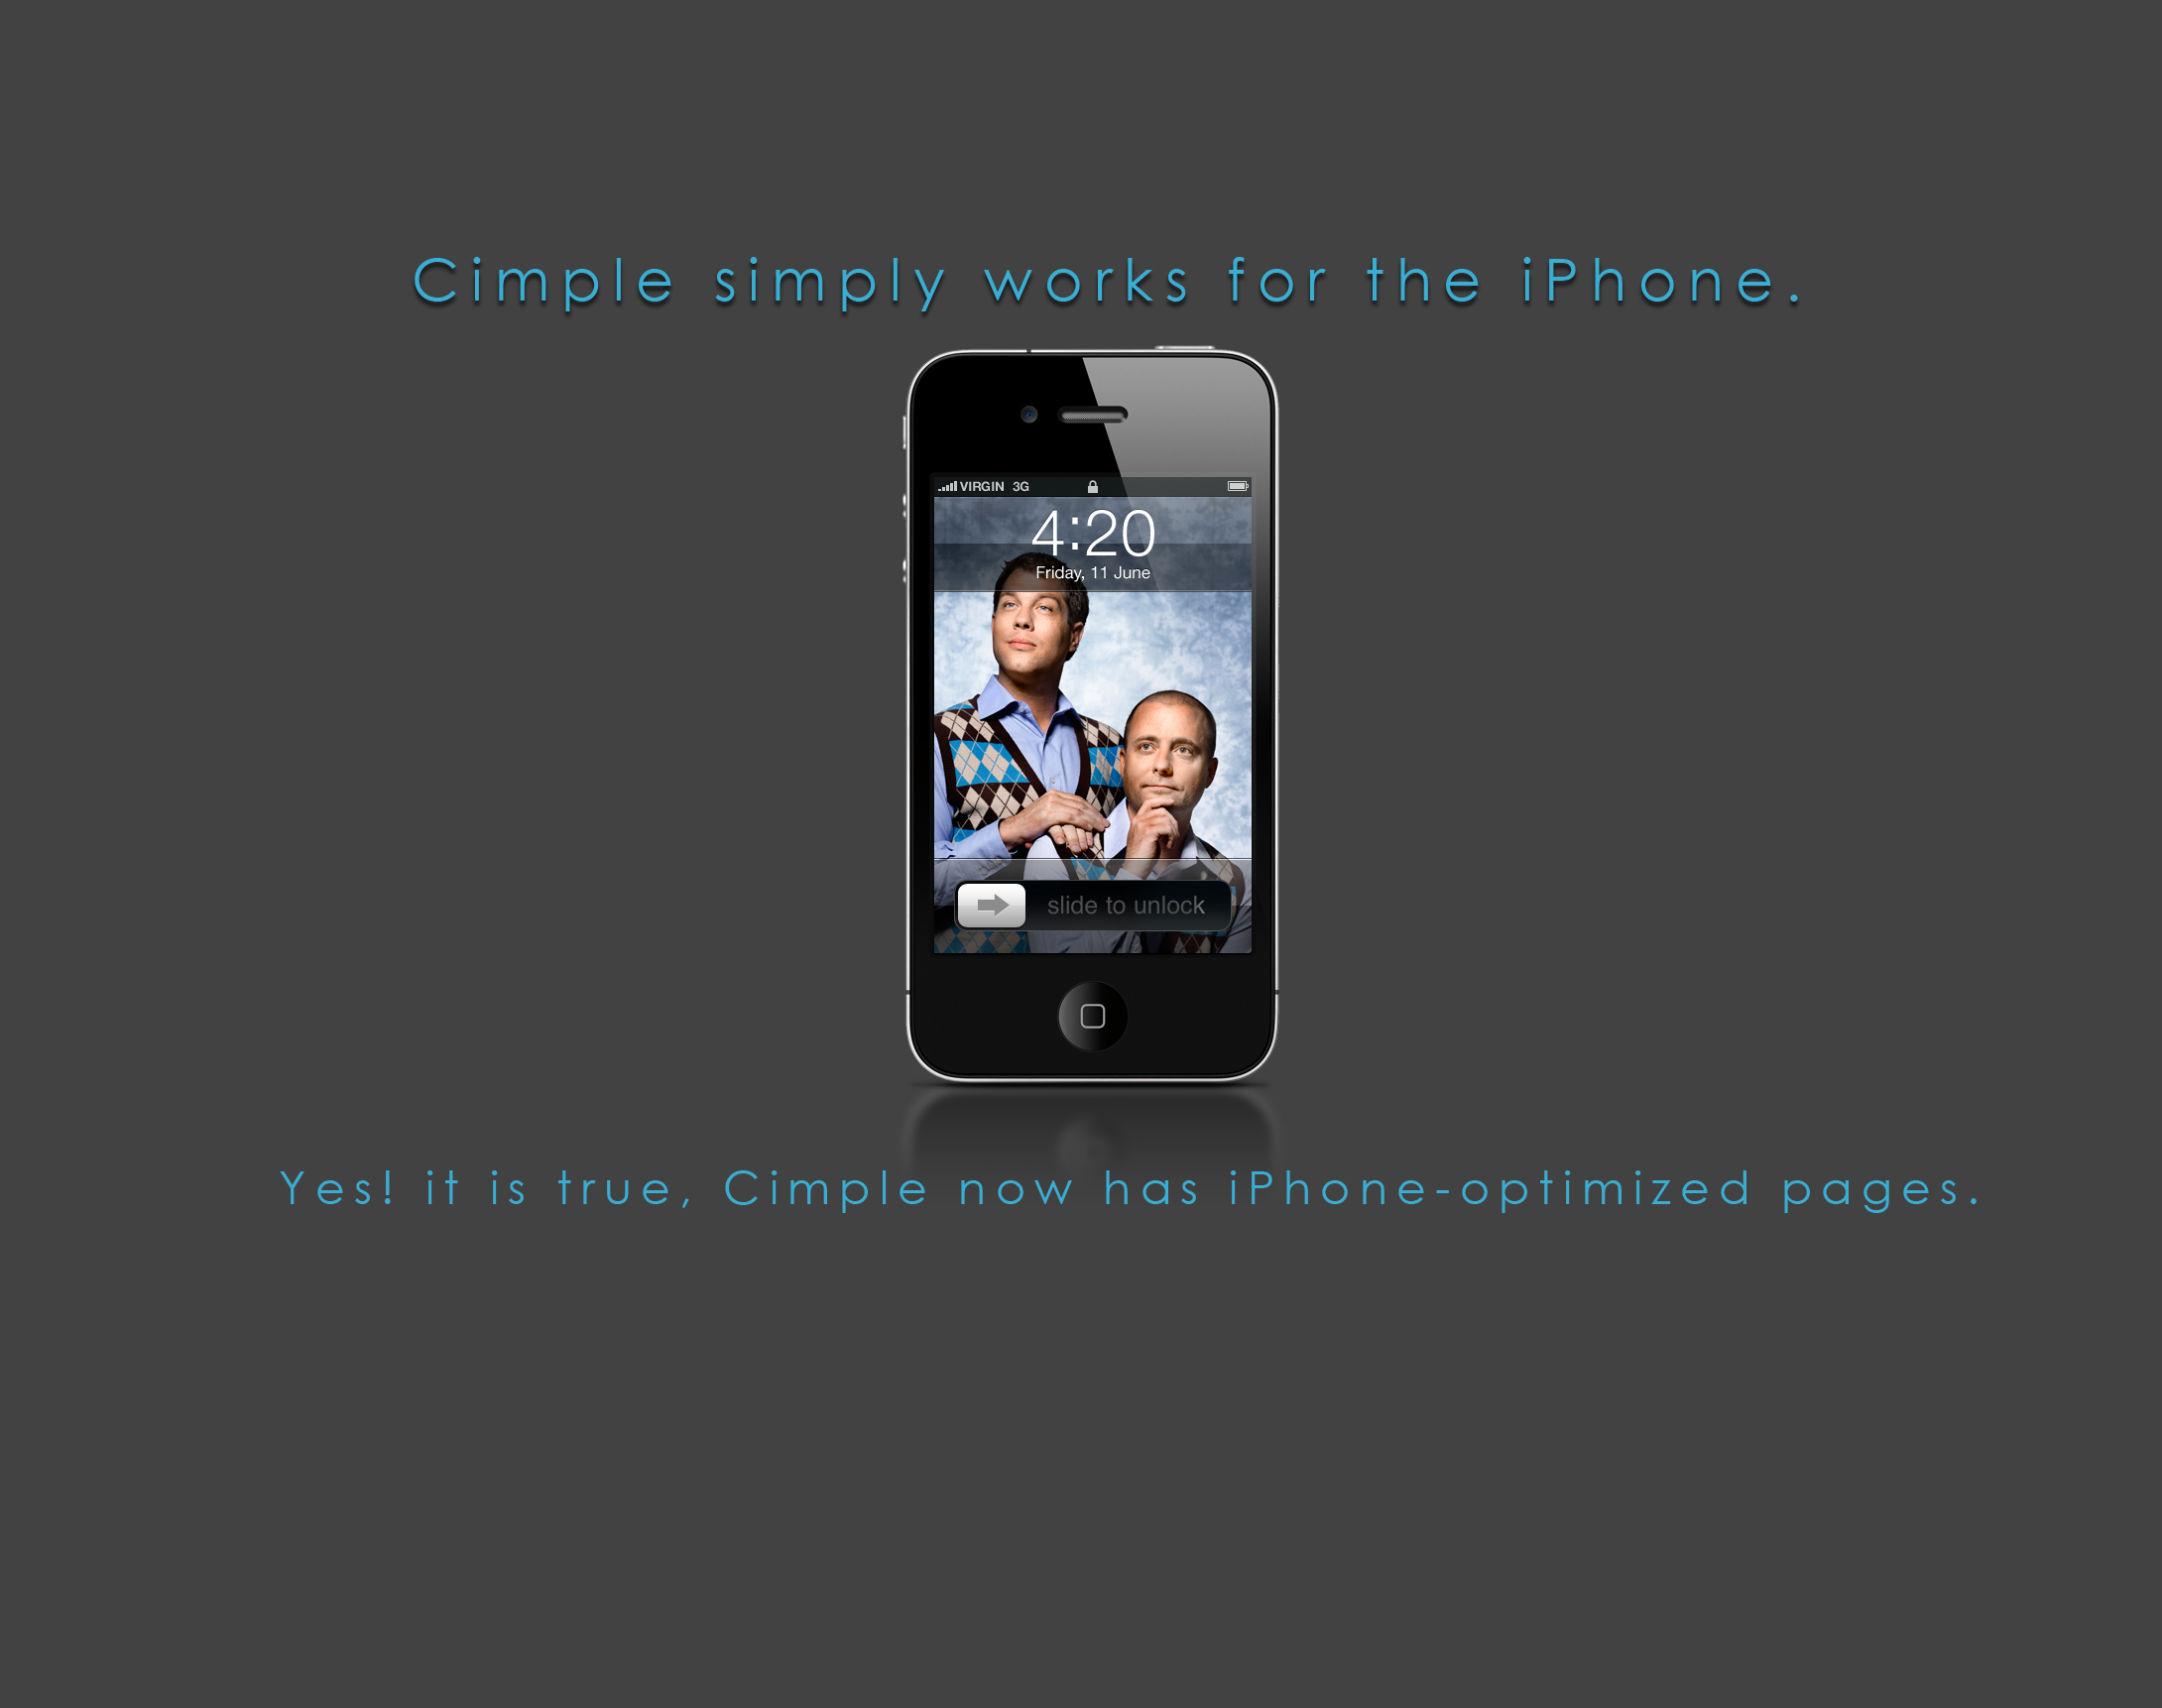 Cimple simply works for the iPhone.
VIRGIN 3G
4:20
Friday, 11 June
slide to unlock
Yes! it is true, Cimple now has iPhone-optimized pages.